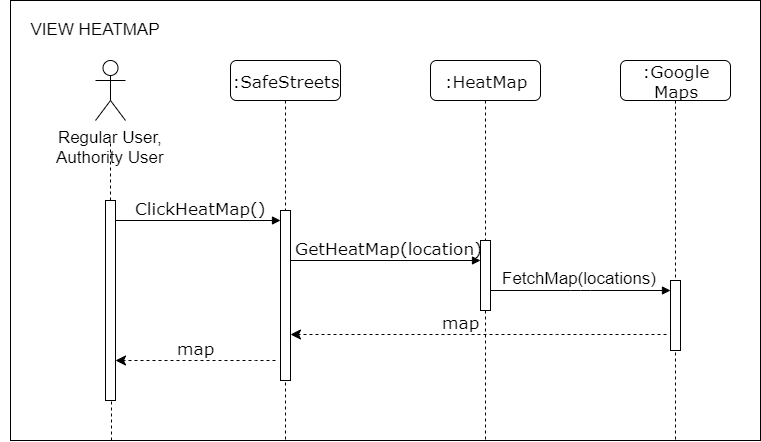 VIEW HEATMAP
:SafeStreets
:HeatMap
:Google
Maps
Regular User,
Authority User
ClickHeatMap()
GetHeatMap(location)
FetchMap(locations)
map
map